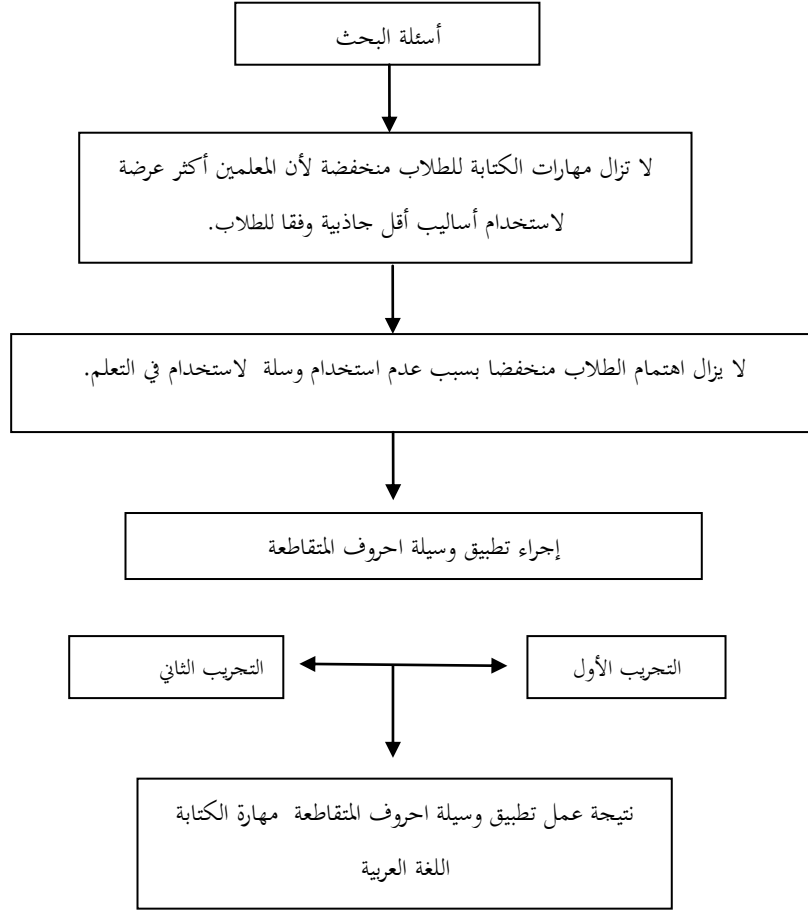 أسئلة البحث
لا تزال مهارات الكتابة للطلاب منخفضة لأن المعلمين أكثر عرضة
لاستخدام أساليب أقل جاذبية وفقا للطلاب.
لا يزال اهتمام الطلاب منخفضا بسبب عدم استخدام وسلة لاستخدام في التعلم.
إجراء تطبيق وسيلة احروف المتقاطعة
التجريب الأول
التجريب الثاني
نتيجة عمل تطبيق وسيلة احروف المتقاطعة مهارة الكتابة
اللغة العربية